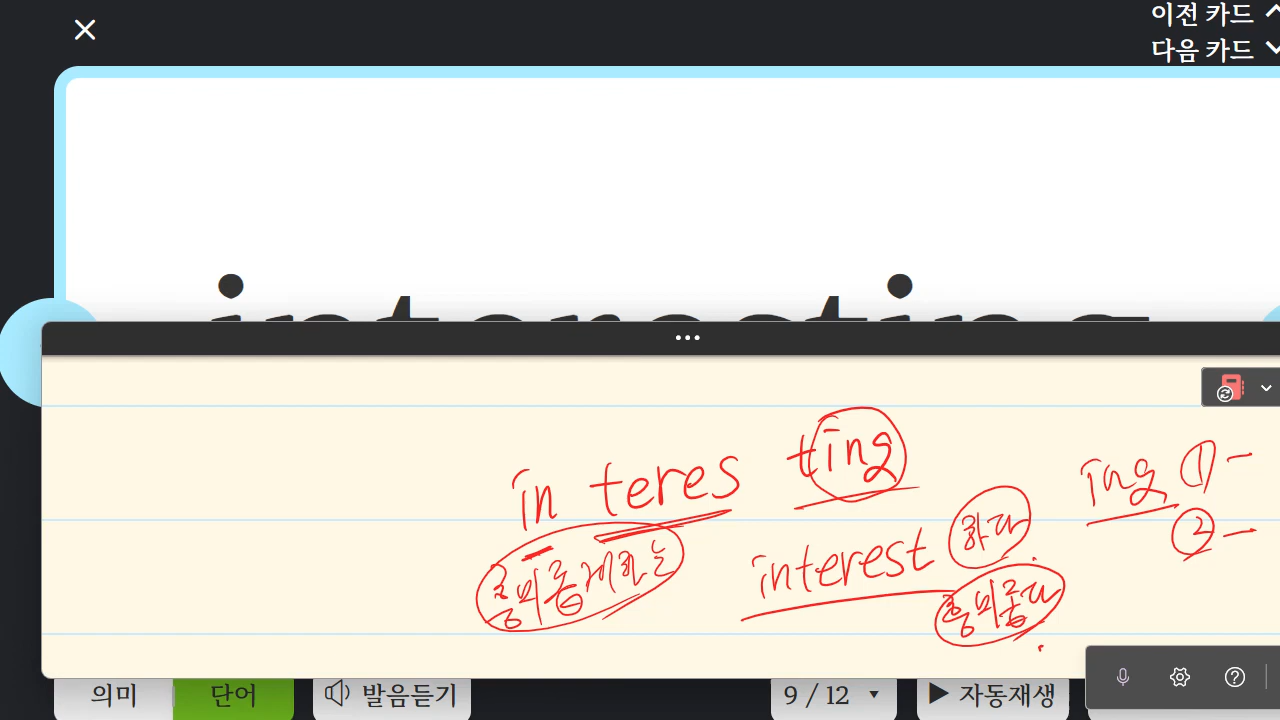 이전 카드
다음 카드
in teres ting
ing ① -
② -
흥미롭게하는
interest 하다.
흥미롭다.
의미
단어
발음듣기
9 / 12
자동재생